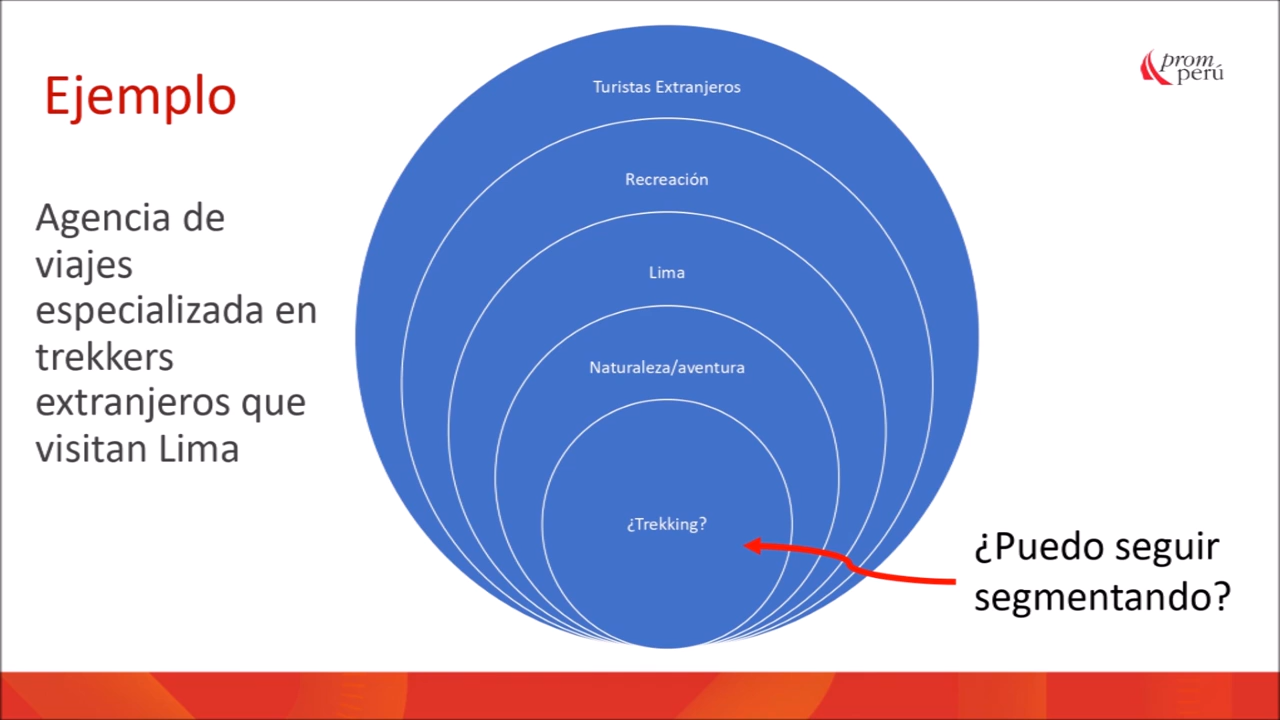 Ejemplo
prom
perú
Agencia de
viajes
especializada en
trekkers
extranjeros que
visitan Lima
Turistas Extranjeros
Recreación
Lima
Naturaleza/aventura
¿Trekking?
¿Puedo seguir
segmentando?